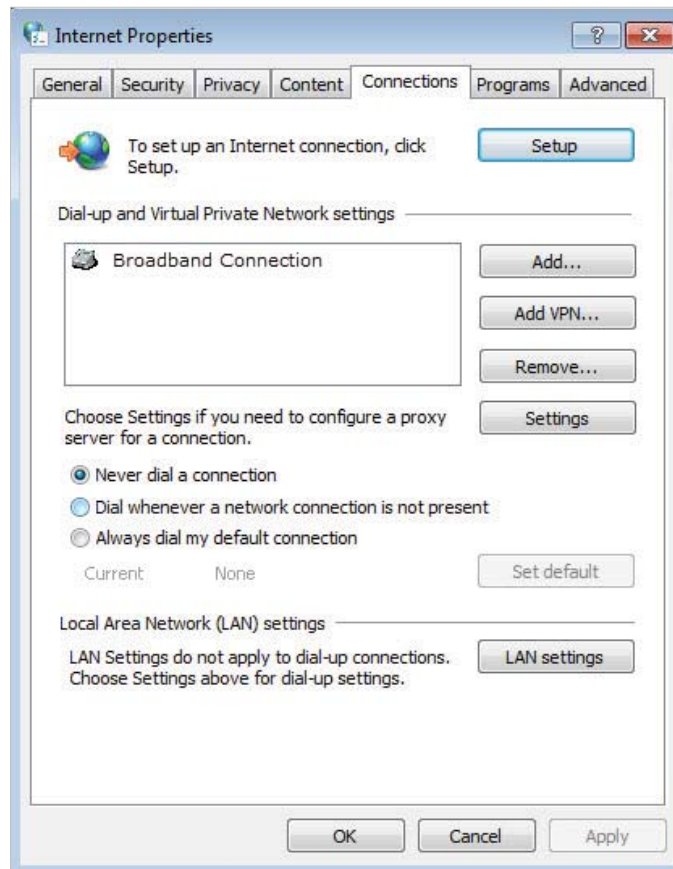 Internet Properties
General Security Privacy Content Connections Programs Advanced
To set up an Internet connection, click
Setup.
Setup
Dial-up and Virtual Private Network settings
Broadband Connection
Add...
Add VPN...
Remove...
Choose Settings if you need to configure a proxy
server for a connection.
Settings
Never dial a connection
Dial whenever a network connection is not present
Always dial my default connection
Current None
Set default
Local Area Network (LAN) settings
LAN Settings do not apply to dial-up connections.
Choose Settings above for dial-up settings.
LAN settings
OK Cancel Apply